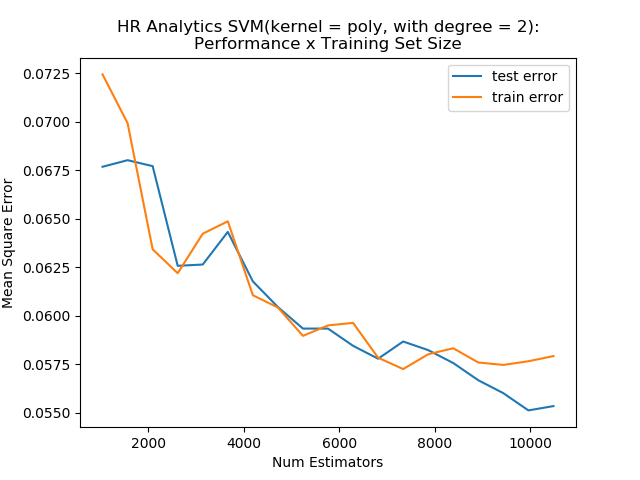 HR Analytics SVM(kernel = poly, with degree = 2):
Performance x Training Set Size
test error
train error
Mean Square Error
0.0725
0.0700
0.0675
0.0650
0.0625
0.0600
0.0575
0.0550
2000 4000 6000 8000 10000
Num Estimators